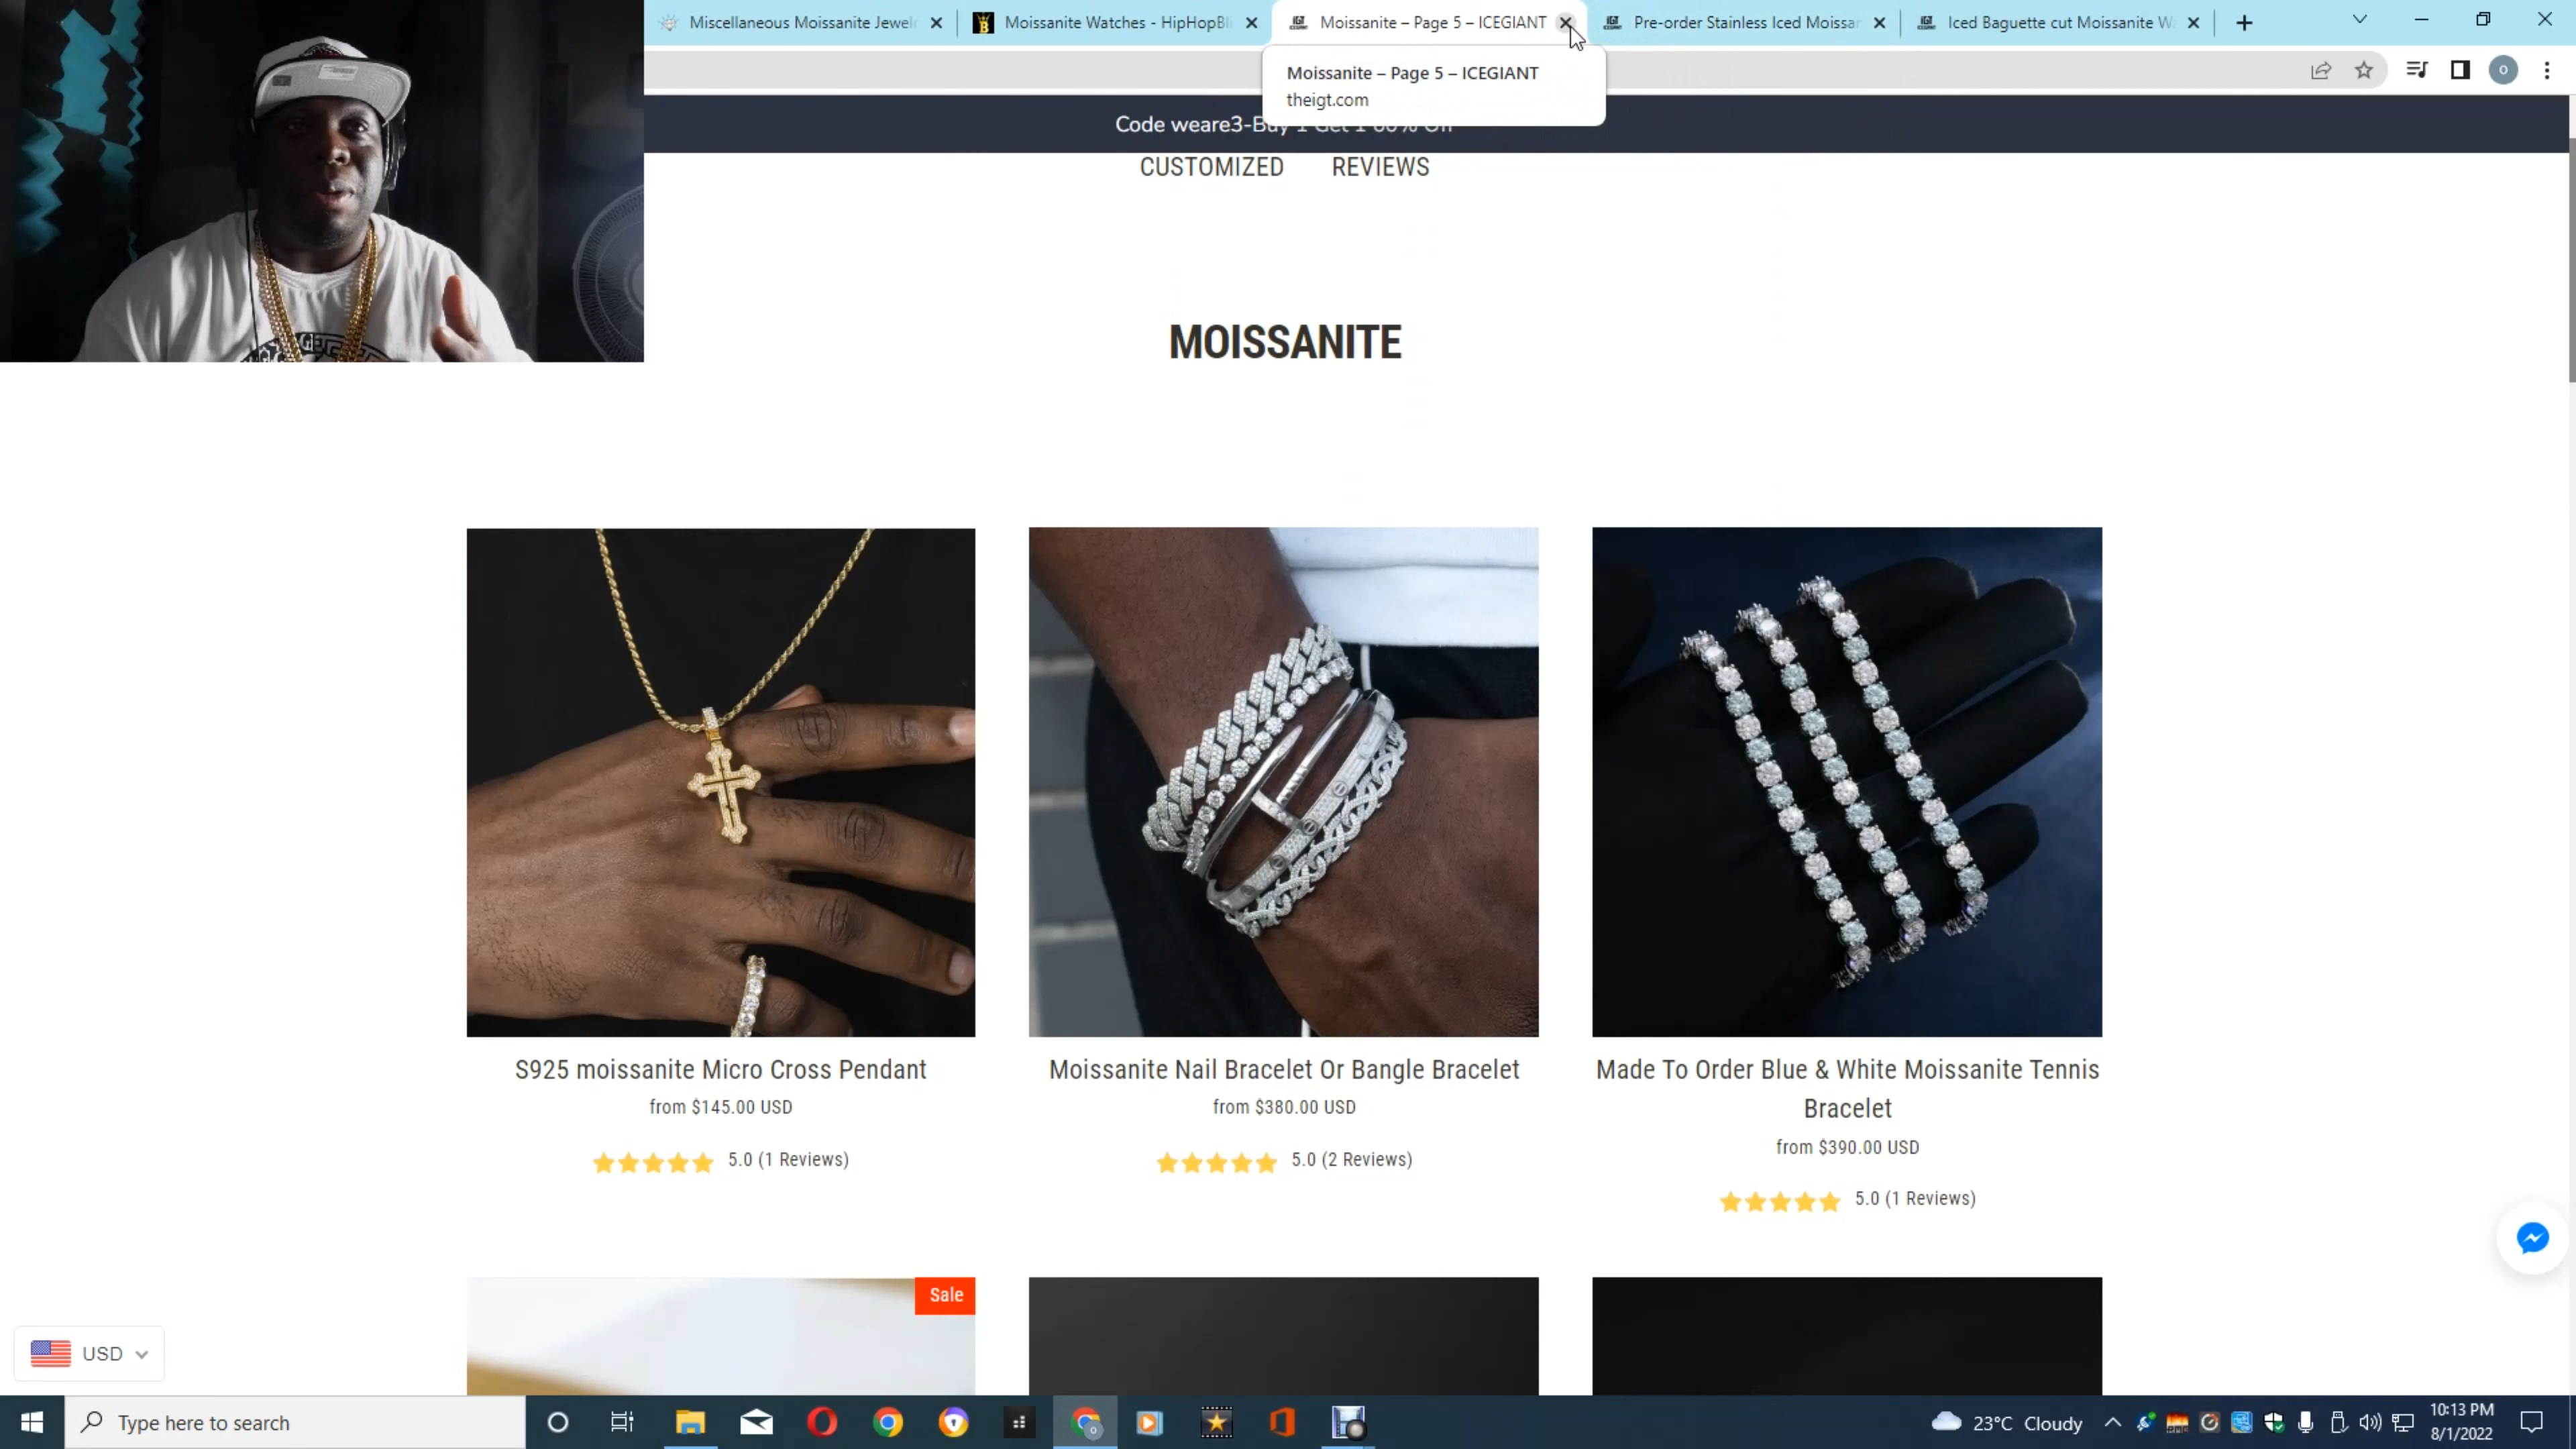 Miscellaneous Moissanite Jewel
Moissanite Watches - HipHopBl
Moissanite – Page 5 – ICEGIANT
Pre-order Stainless Iced Moissan
Iced Baguette cut Moissanite W
Moissanite – Page 5 – ICEGIANT
theigt.com
Code weare3-Buy 1 Get 1 60% Off
CUSTOMIZED REVIEWS
MOISSANITE
S925 moissanite Micro Cross Pendant
from $145.00 USD
5.0 (1 Reviews)
Moissanite Nail Bracelet Or Bangle Bracelet
from $380.00 USD
5.0 (2 Reviews)
Made To Order Blue & White Moissanite Tennis
Bracelet
from $390.00 USD
5.0 (1 Reviews)
Sale
USD
Type here to search
23°C Cloudy
10:13 PM
8/1/2022